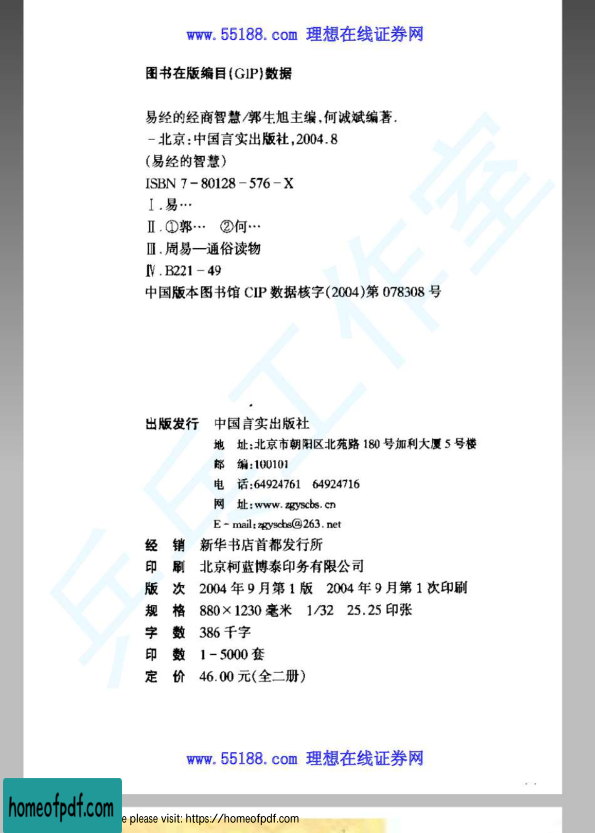 www.55188.com 理想在线证券网
图书在版编目(GIP)数据
易经的经商智慧/郭生旭主编,何诚斌编著.
-北京:中国言实出版社,2004.8
(易经的智慧)
ISBN 7-80128-576-X
Ⅰ.易…
Ⅱ.①郭… ②何…
Ⅲ.周易—通俗读物
Ⅳ.B221-49
中国版本图书馆 CIP 数据核字(2004)第 078308 号
出版发行 中国言实出版社
地 址:北京市朝阳区北苑路 180 号加利大厦 5 号楼
邮 编:100101
电 话:64924761 64924716
网 址:www.zgyscbs.cn
E-mail:zgyscbs@263.net
经 销 新华书店首都发行所
印 刷 北京柯蓝博泰印务有限公司
版 次 2004 年 9 月第 1 版 2004 年 9 月第 1 次印刷
规 格 880×1230 毫米 1/32 25.25 印张
字 数 386 千字
印 数 1-5000 套
定 价 46.00 元(全二册)
乒乓工作室
www.55188.com 理想在线证券网
homeofpdf.com
e please visit: https://homeofpdf.com